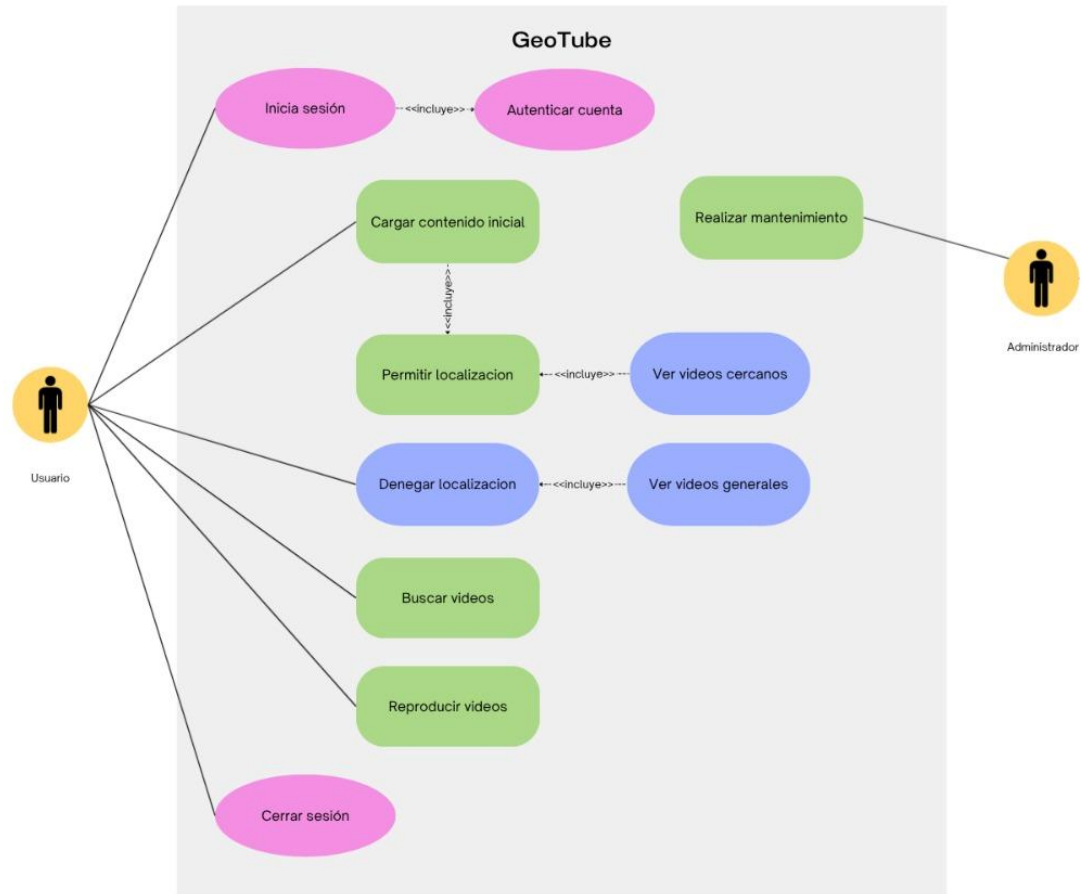 GeoTube
Inicia sesión
<<incluye>>
Autenticar cuenta
Cargar contenido inicial
Realizar mantenimiento
<<incluye>>
Administrador
Permitir localizacion
<<incluye>>
Ver videos cercanos
Usuario
Denegar localizacion
<<incluye>>
Ver videos generales
Buscar videos
Reproducir videos
Cerrar sesión